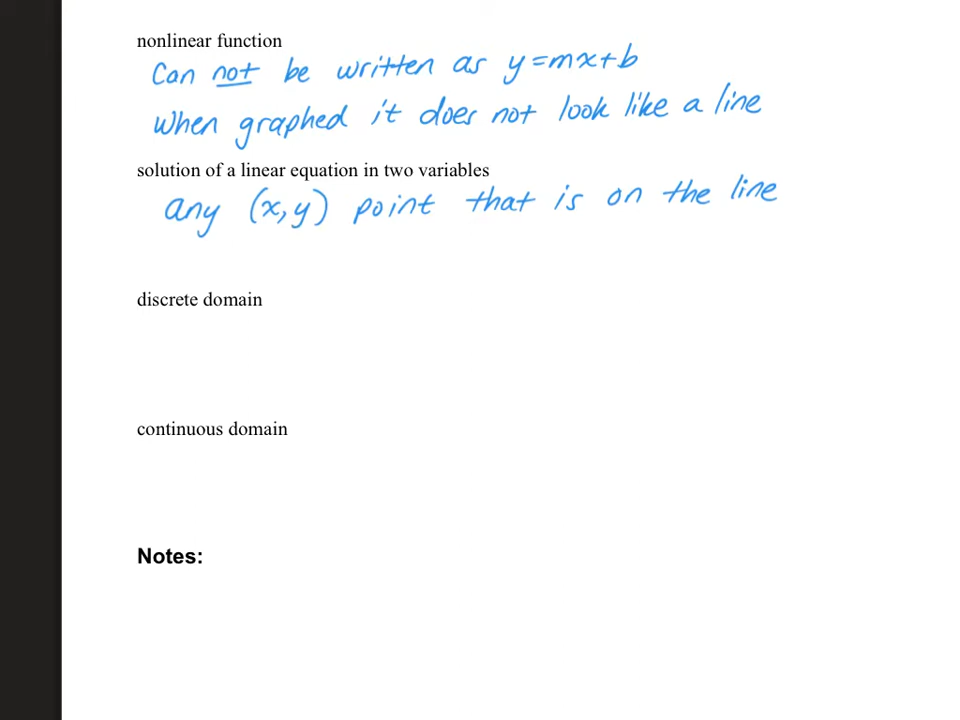 nonlinear function
Can not be written as y=mx+b
When graphed it does not look like a line
solution of a linear equation in two variables
any (x,y) point that is on the line
discrete domain
continuous domain
Notes: